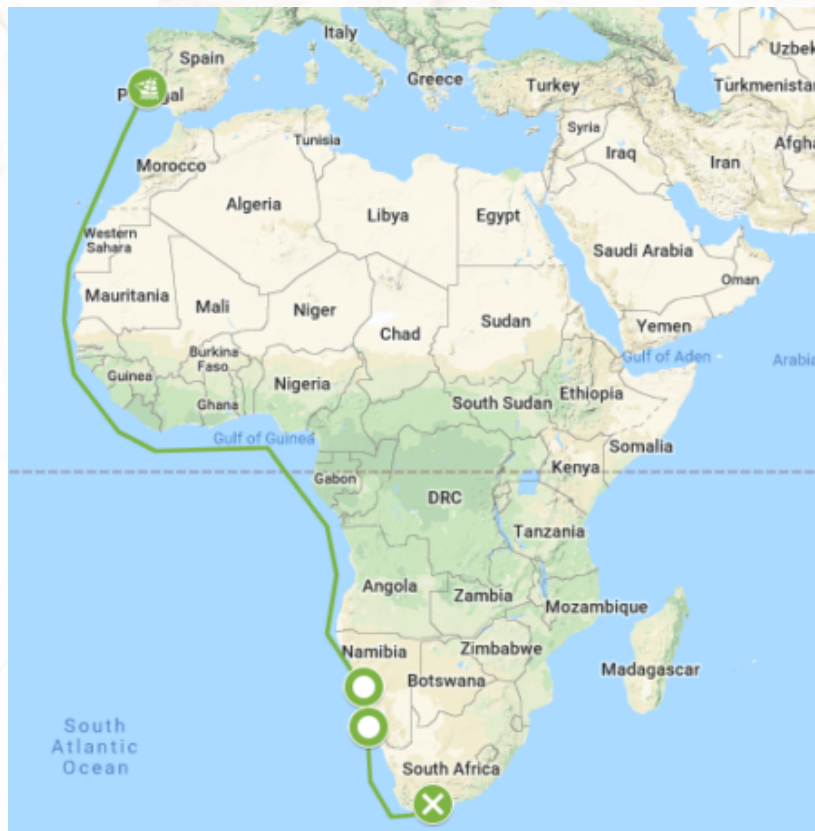 Italy
Spain
Uzbek
Greece
Turkey
Türkmenistan
Syria
Tunisia
Afgha
Morocco
Iraq
Iran
Algeria
Libya
Egypt
Western
Sahara
Saudi Arabia
Oman
Mauritania
Mali
Niger
Chad
Sudan
Yemen
Gulf of Aden
Arabia
Burkina
Faso
Guinea
Nigeria
Ethiopia
Ghana
South Sudan
Gulf of Guinea
Somalia
Kenya
Gabon
DRC
Tanzania
Angola
Zambia
Mozambique
Namibia
Zimbabwe
Botswana
Madagascar
South
Atlantic
Ocean
South Africa